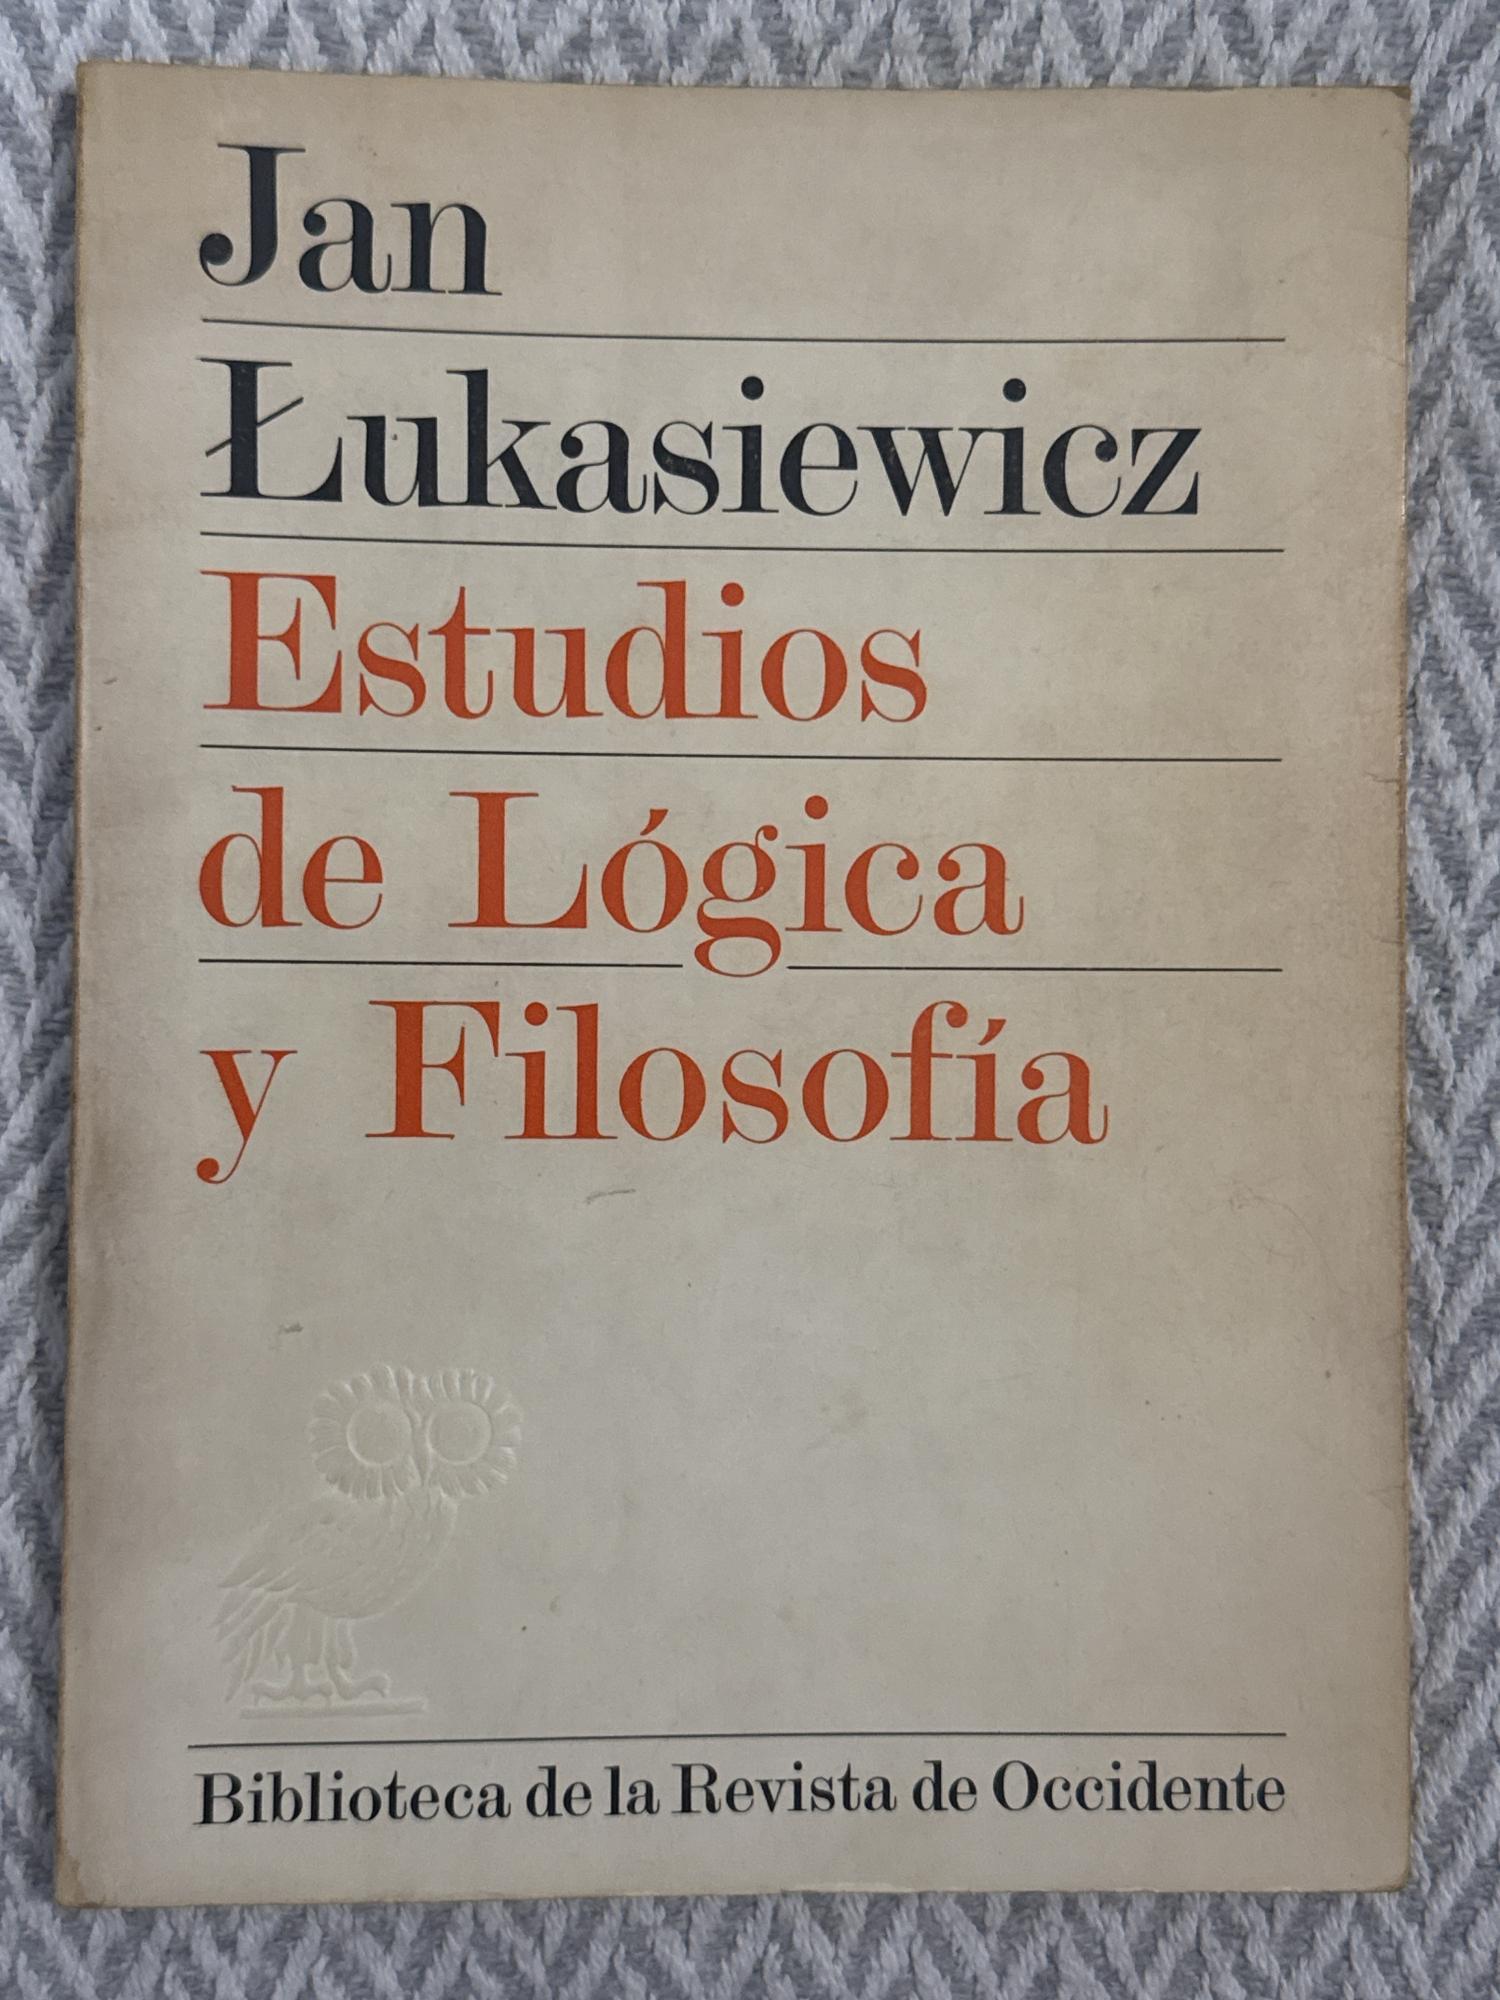 Jan
Łukasiewicz
Estudios
de Lógica
y Filosofía
Biblioteca de la Revista de Occidente